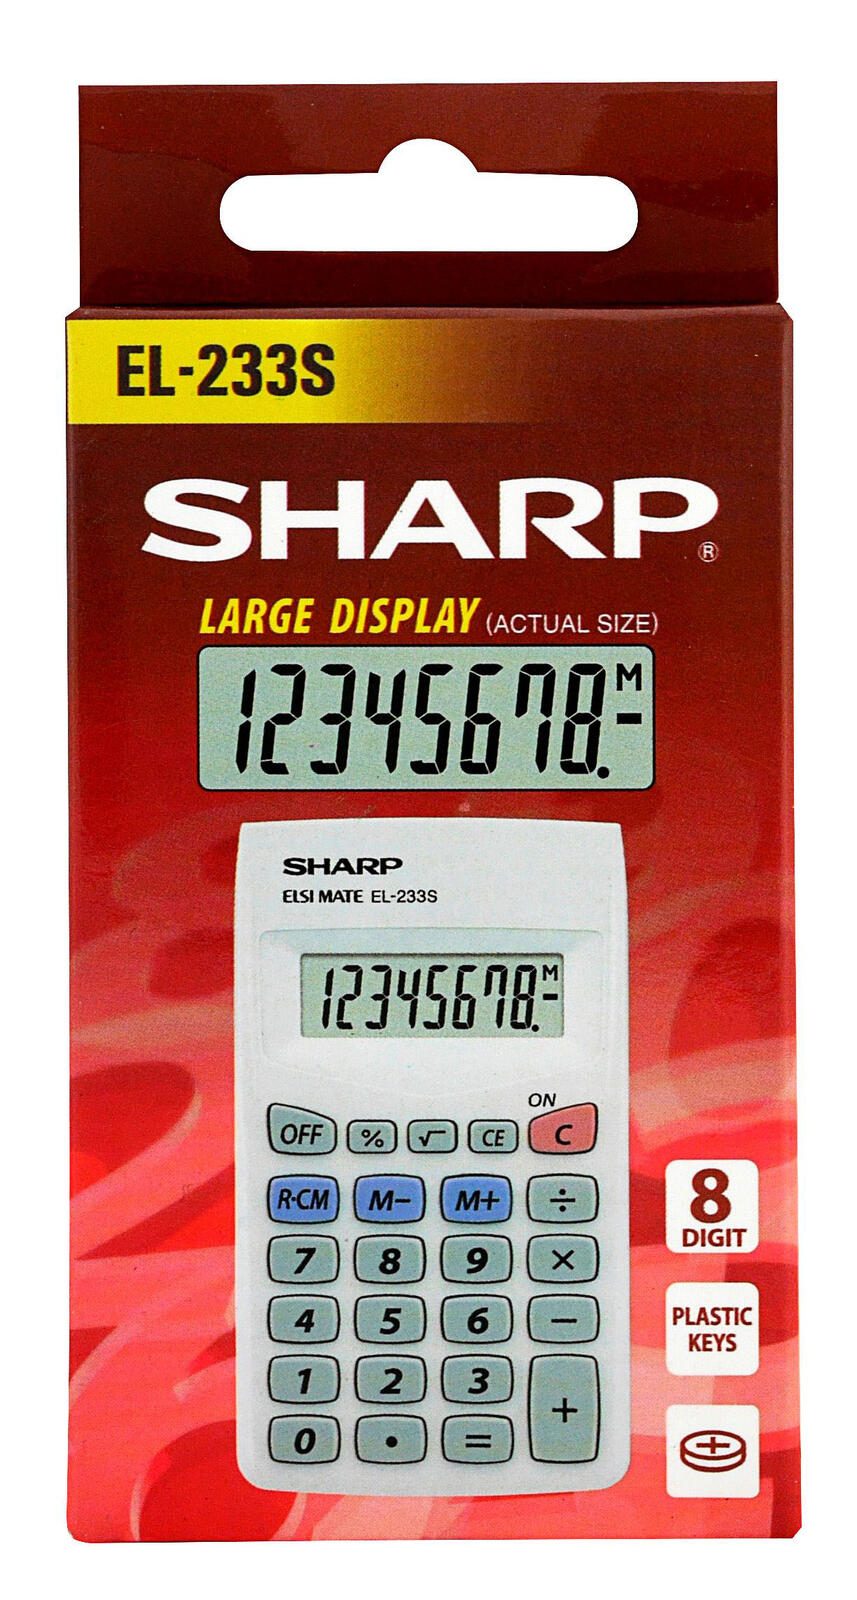 EL-233S
SHARP®
LARGE DISPLAY (ACTUAL SIZE)
12345678. M -
SHARP
ELSI MATE EL-233S
12345678. M -
ON
OFF % √ CE C
R·CM M− M+ ÷
7 8 9 ×
4 5 6 −
1 2 3 +
0 • =
8
DIGIT
PLASTIC
KEYS
+